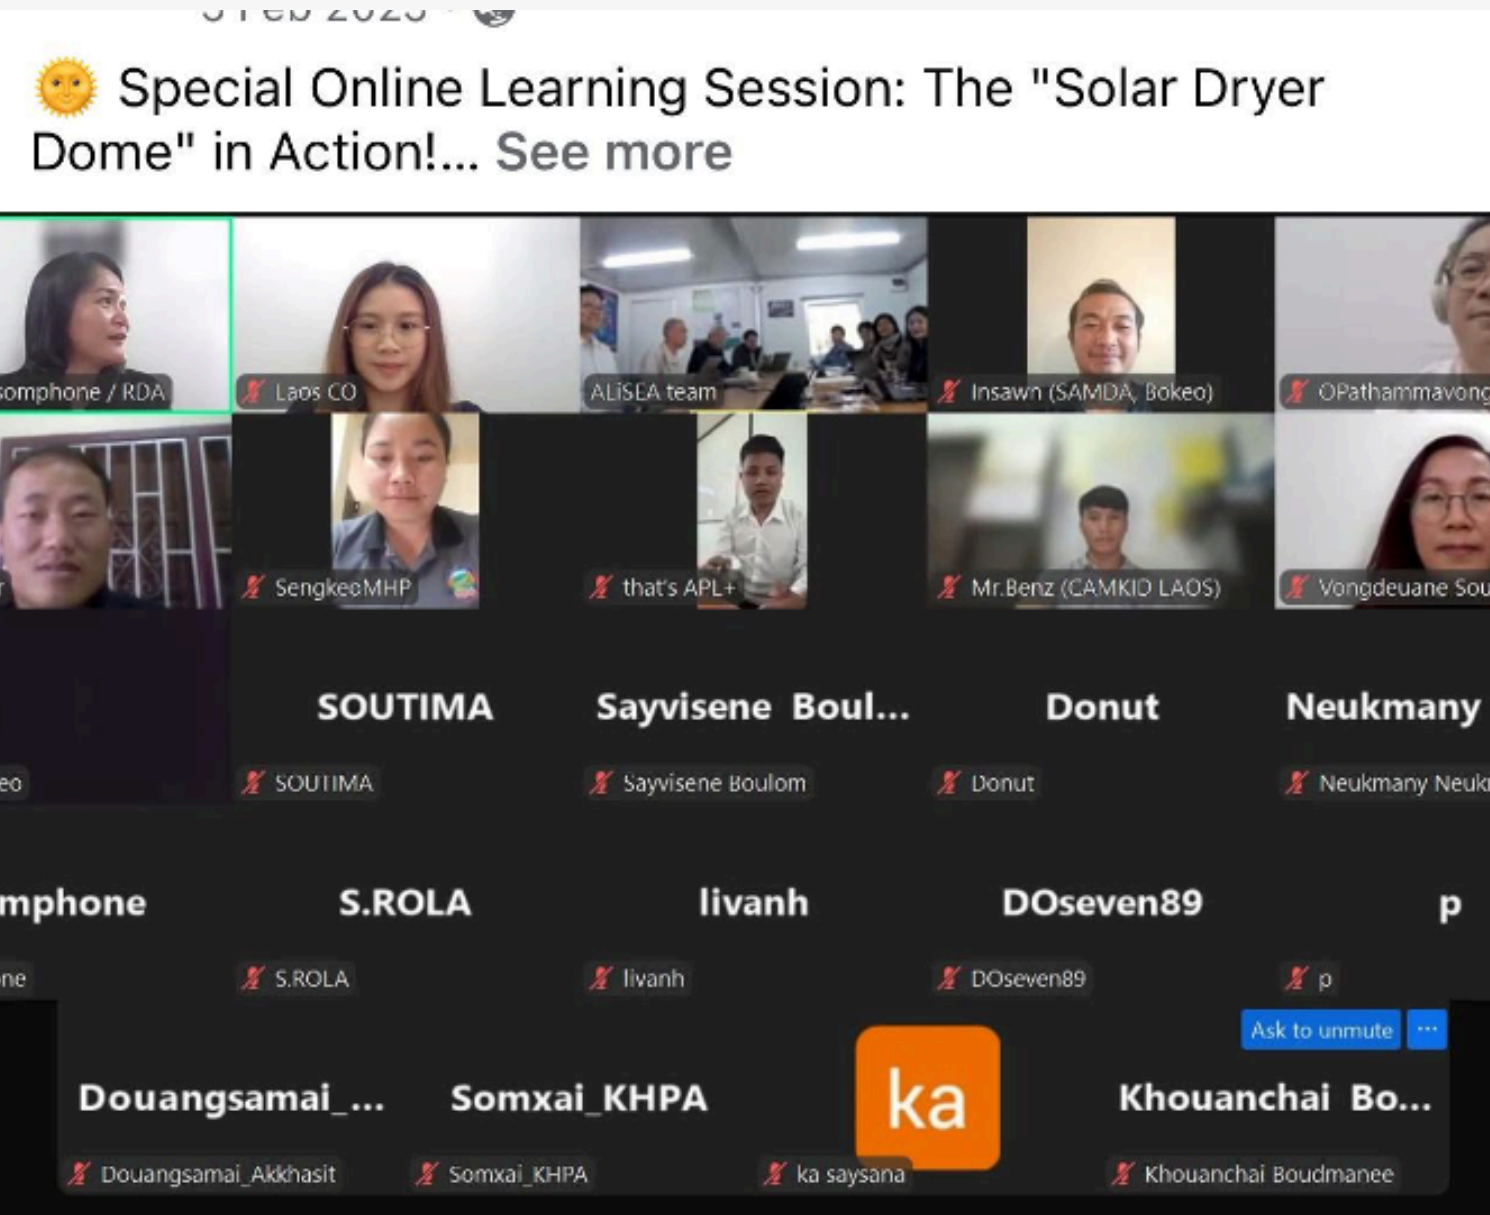 Special Online Learning Session: The "Solar Dryer
Dome" in Action!... See more
somphone / RDA
Laos CO
ALiSEA team
Insawn (SAMDA, Bokeo)
OPathammavong
SengkeoMHP
that's APL+
Mr.Benz (CAMKID LAOS)
Vongdeuane Sou
SOUTIMA
Sayvisene Boul...
Donut
Neukmany
eo
SOUTIMA
Sayvisene Boulom
Donut
Neukmany Neuk
mphone
S.ROLA
livanh
DOseven89
p
ne
S.ROLA
livanh
DOseven89
p
Ask to unmute
Douangsamai_...
Somxai_KHPA
ka
Khouanchai Bo...
Douangsamai_Akkhasit
Somxai_KHPA
ka saysana
Khouanchai Boudmanee